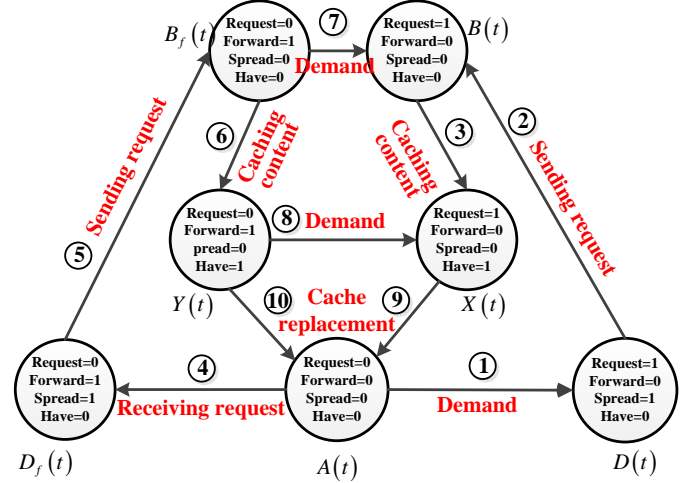 B_f(t)
Request=0
Forward=1
Spread=0
Have=0
⑦
Demand
Request=1
Forward=0
Spread=0
Have=0
B(t)
⑥
Caching content
③
Caching content
②
Sending request
⑤
Sending request
Request=0
Forward=1
pread=0
Have=1
Y(t)
⑧
Demand
Request=1
Forward=0
Spread=0
Have=1
X(t)
⑩
Cache
replacement
⑨
Request=0
Forward=1
Spread=1
Have=0
D_f(t)
④
Receiving request
Request=0
Forward=0
Spread=0
Have=0
A(t)
①
Demand
Request=1
Forward=0
Spread=1
Have=0
D(t)